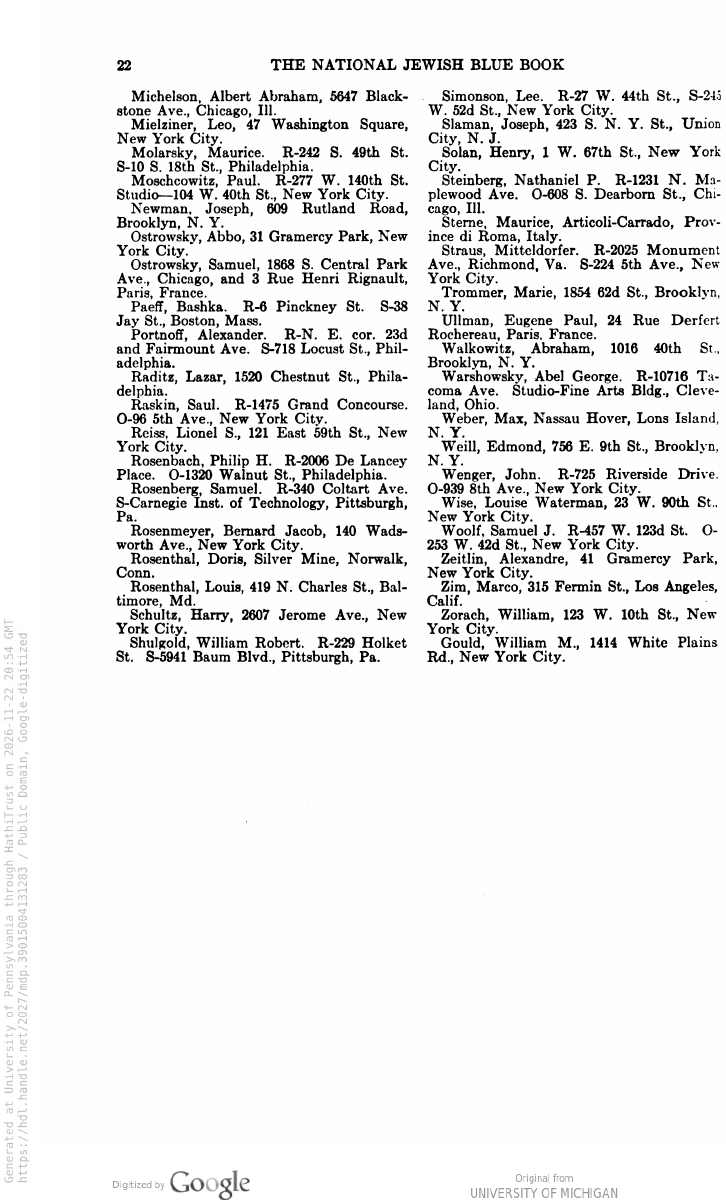 22 THE NATIONAL JEWISH BLUE BOOK
Michelson, Albert Abraham, 5647 Black-
stone Ave., Chicago, Ill.
Mielziner, Leo, 47 Washington Square,
New York City.
Molarsky, Maurice. R-242 S. 49th St.
S-10 S. 18th St., Philadelphia.
Moschcowitz, Paul. R-277 W. 140th St.
Studio—104 W. 40th St., New York City.
Newman, Joseph, 609 Rutland Road,
Brooklyn, N. Y.
Ostrowsky, Abbo, 31 Gramercy Park, New
York City.
Ostrowsky, Samuel, 1868 S. Central Park
Ave., Chicago, and 3 Rue Henri Rignault,
Paris, France.
Paeff, Bashka. R-6 Pinckney St. S-38
Jay St., Boston, Mass.
Portnoff, Alexander. R-N. E. cor. 23d
and Fairmount Ave. S-718 Locust St., Phil-
adelphia.
Raditz, Lazar, 1520 Chestnut St., Phila-
delphia.
Raskin, Saul. R-1475 Grand Concourse.
O-96 5th Ave., New York City.
Reiss, Lionel S., 121 East 59th St., New
York City.
Rosenbach, Philip H. R-2006 De Lancey
Place. O-1320 Walnut St., Philadelphia.
Rosenberg, Samuel. R-340 Coltart Ave.
S-Carnegie Inst. of Technology, Pittsburgh,
Pa.
Rosenmeyer, Bernard Jacob, 140 Wads-
worth Ave., New York City.
Rosenthal, Doris, Silver Mine, Norwalk,
Conn.
Rosenthal, Louis, 419 N. Charles St., Bal-
timore, Md.
Schultz, Harry, 2607 Jerome Ave., New
York City.
Shulgold, William Robert. R-229 Holket
St. S-5941 Baum Blvd., Pittsburgh, Pa.
Simonson, Lee. R-27 W. 44th St., S-245
W. 52d St., New York City.
Slaman, Joseph, 423 S. N. Y. St., Union
City, N. J.
Solan, Henry, 1 W. 67th St., New York
City.
Steinberg, Nathaniel P. R-1231 N. Ma-
plewood Ave. O-608 S. Dearborn St., Chi-
cago, Ill.
Sterne, Maurice, Articoli-Carrado, Prov-
ince di Roma, Italy.
Straus, Mitteldorfer. R-2025 Monument
Ave., Richmond, Va. S-224 5th Ave., New
York City.
Trommer, Marie, 1854 62d St., Brooklyn,
N. Y.
Ullman, Eugene Paul, 24 Rue Derfert
Rochereau, Paris, France.
Walkowitz, Abraham, 1016 40th St.,
Brooklyn, N. Y.
Warshowsky, Abel George. R-10716 Ta-
coma Ave. Studio-Fine Arts Bldg., Cleve-
land, Ohio.
Weber, Max, Nassau Hover, Lons Island,
N. Y.
Weill, Edmond, 756 E. 9th St., Brooklyn,
N. Y.
Wenger, John. R-725 Riverside Drive.
O-939 8th Ave., New York City.
Wise, Louise Waterman, 23 W. 90th St.,
New York City.
Woolf, Samuel J. R-457 W. 123d St. O-
253 W. 42d St., New York City.
Zeitlin, Alexandre, 41 Gramercy Park,
New York City.
Zim, Marco, 315 Fermin St., Los Angeles,
Calif.
Zorach, William, 123 W. 10th St., New
York City.
Gould, William M., 1414 White Plains
Rd., New York City.
Generated at University of Pennsylvania through HathiTrust on 2026-11-22 20:54 GMT
https://hdl.handle.net/2027/mdp.39015004131283 / Public Domain, Google-digitized
Digitized by Google
Original from
UNIVERSITY OF MICHIGAN